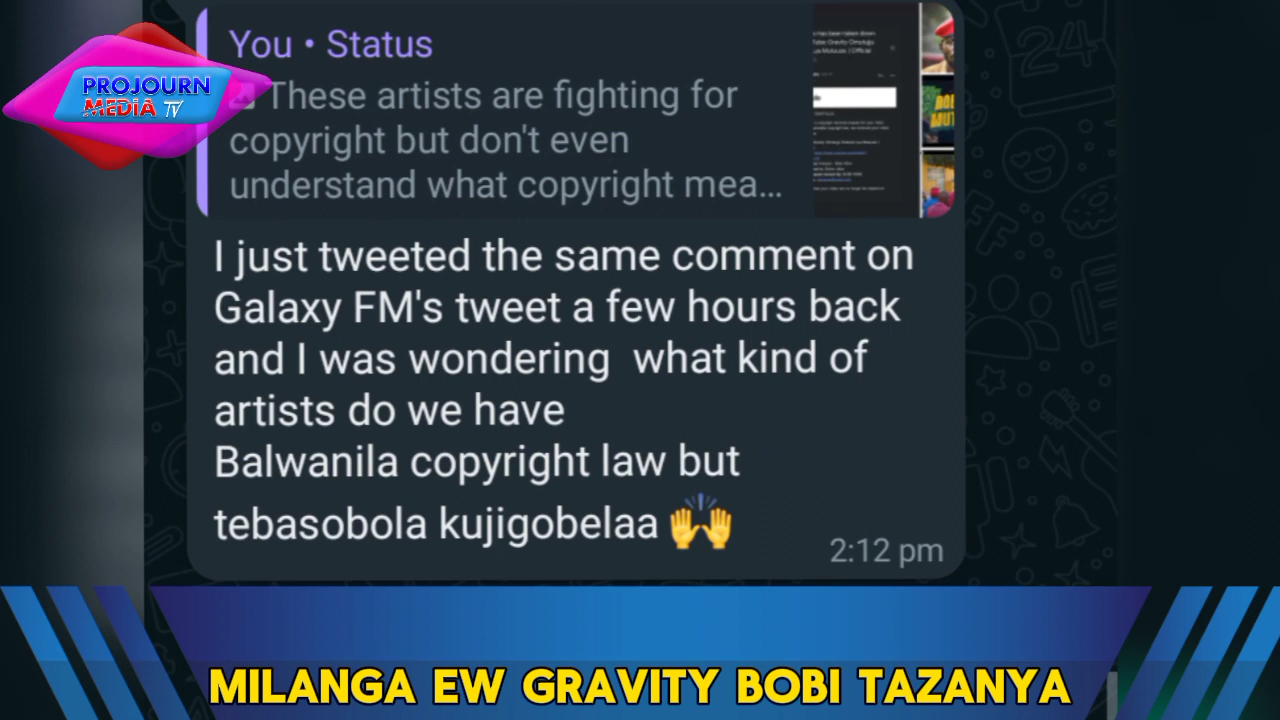 PROJOURN
MEDIA TV
You • Status
These artists are fighting for
copyright but don't even
understand what copyright mea...
I just tweeted the same comment on
Galaxy FM's tweet a few hours back
and I was wondering what kind of
artists do we have
Balwanila copyright law but
tebasobola kujigobelaa 🙌
2:12 pm
MILANGA EW GRAVITY BOBI TAZANYA